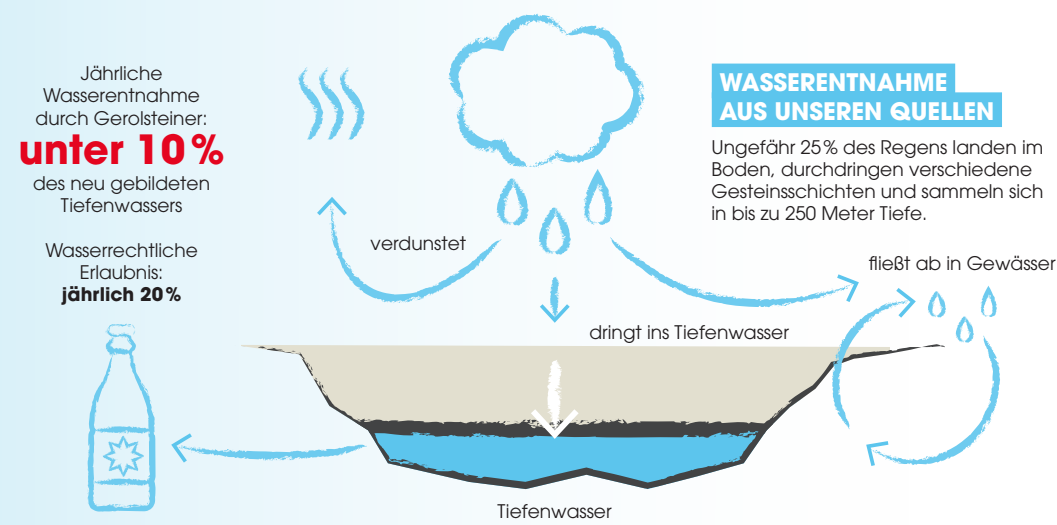 Jährliche
Wasserentnahme
durch Gerolsteiner:
unter 10 %
des neu gebildeten
Tiefenwassers
Wasserrechtliche
Erlaubnis:
jährlich 20 %
WASSERENTNAHME
AUS UNSEREN QUELLEN
Ungefähr 25 % des Regens landen im
Boden, durchdringen verschiedene
Gesteinsschichten und sammeln sich
in bis zu 250 Meter Tiefe.
verdunstet
fließt ab in Gewässer
dringt ins Tiefenwasser
Tiefenwasser